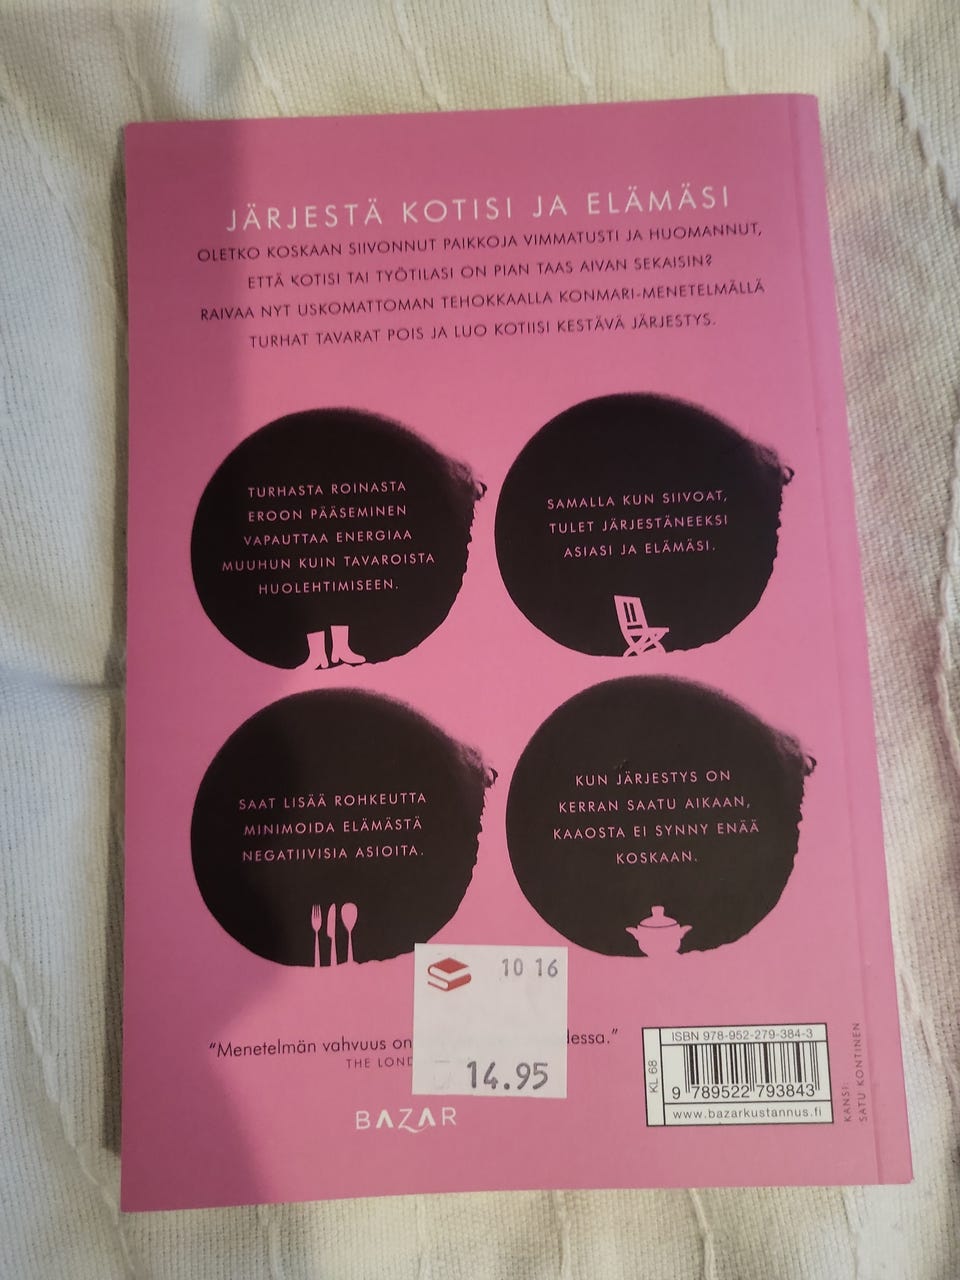 JÄRJESTÄ KOTISI JA ELÄMÄSI
OLETKO KOSKAAN SIIVONNUT PAIKKOJA VIMMATUSTI JA HUOMANNUT,
ETTÄ KOTISI TAI TYÖTILASI ON PIAN TAAS AIVAN SEKAISIN?
RAIVAA NYT USKOMATTOMAN TEHOKKAALLA KONMARI-MENETELMÄLLÄ
TURHAT TAVARAT POIS JA LUO KOTIISI KESTÄVÄ JÄRJESTYS.
TURHASTA ROINASTA
EROON PÄÄSEMINEN
VAPAUTTAA ENERGIAA
MUUHUN KUIN TAVAROISTA
HUOLEHTIMISEEN.
SAMALLA KUN SIIVOAT,
TULET JÄRJESTÄNEEKSI
ASIASI JA ELÄMÄSI.
SAAT LISÄÄ ROHKEUTTA
MINIMOIDA ELÄMÄSTÄ
NEGATIIVISIA ASIOITA.
KUN JÄRJESTYS ON
KERRAN SAATU AIKAAN,
KAAOSTA EI SYNNY ENÄÄ
KOSKAAN.
10 16
14.95
"Menetelmän vahvuus on dessa."
THE LOND
BAZAR
KL 68
ISBN 978-952-279-384-3
9 789522 793843
www.bazarkustannus.fi
KANSI:
SATU KONTINEN